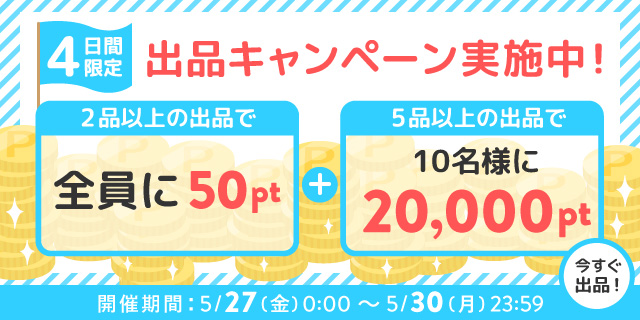 4日間限定
出品キャンペーン実施中!
2品以上の出品で
全員に50pt
+
5品以上の出品で
10名様に
20,000pt
今すぐ
出品!
開催期間:5/27(金)0:00 ～ 5/30(月)23:59